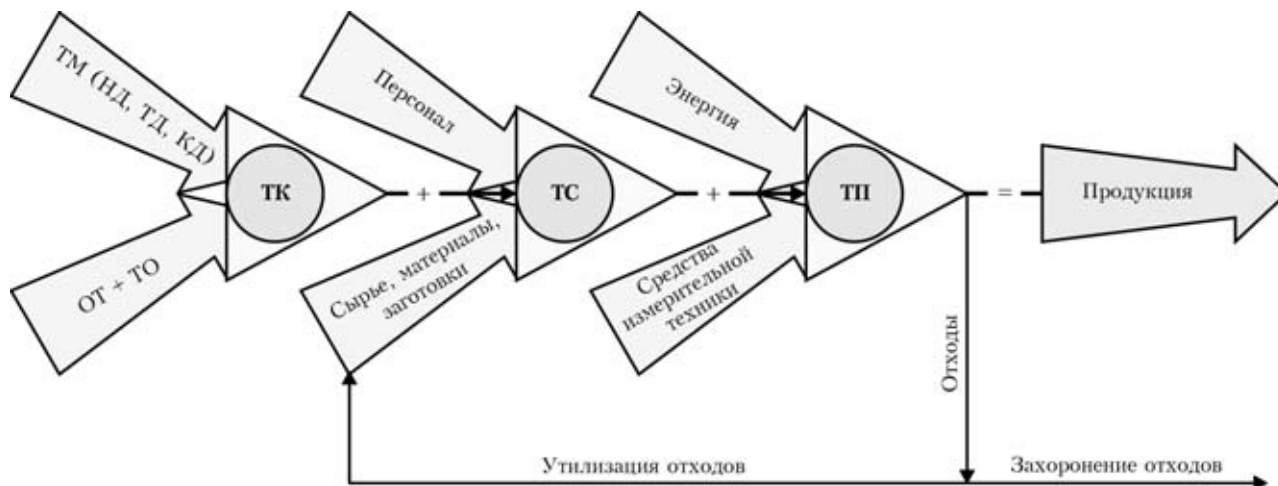 ТМ (НД, ТД, КД)
ОТ + ТО
ТК
+
Персонал
Сырье, материалы,
заготовки
ТС
+
Энергия
Средства
измерительной
техники
ТП
=
Продукция
Отходы
Утилизация отходов
Захоронение отходов